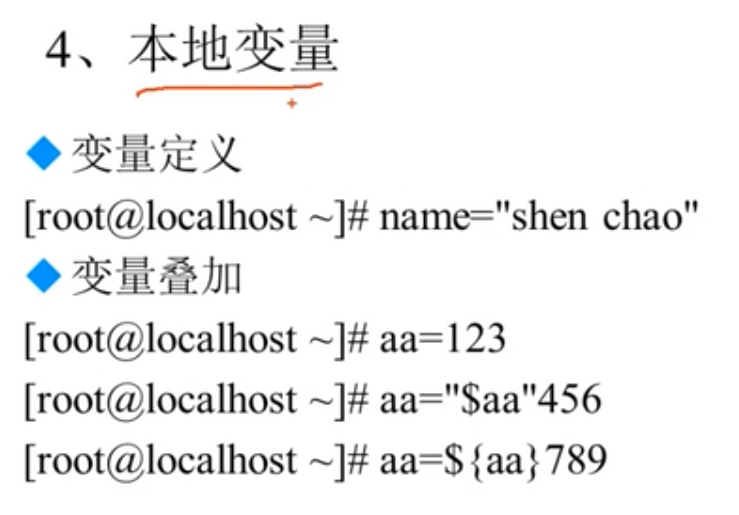 4、本地变量
变量定义
[root@localhost ~]# name="shen chao"
变量叠加
[root@localhost ~]# aa=123
[root@localhost ~]# aa="$aa"456
[root@localhost ~]# aa=${aa}789